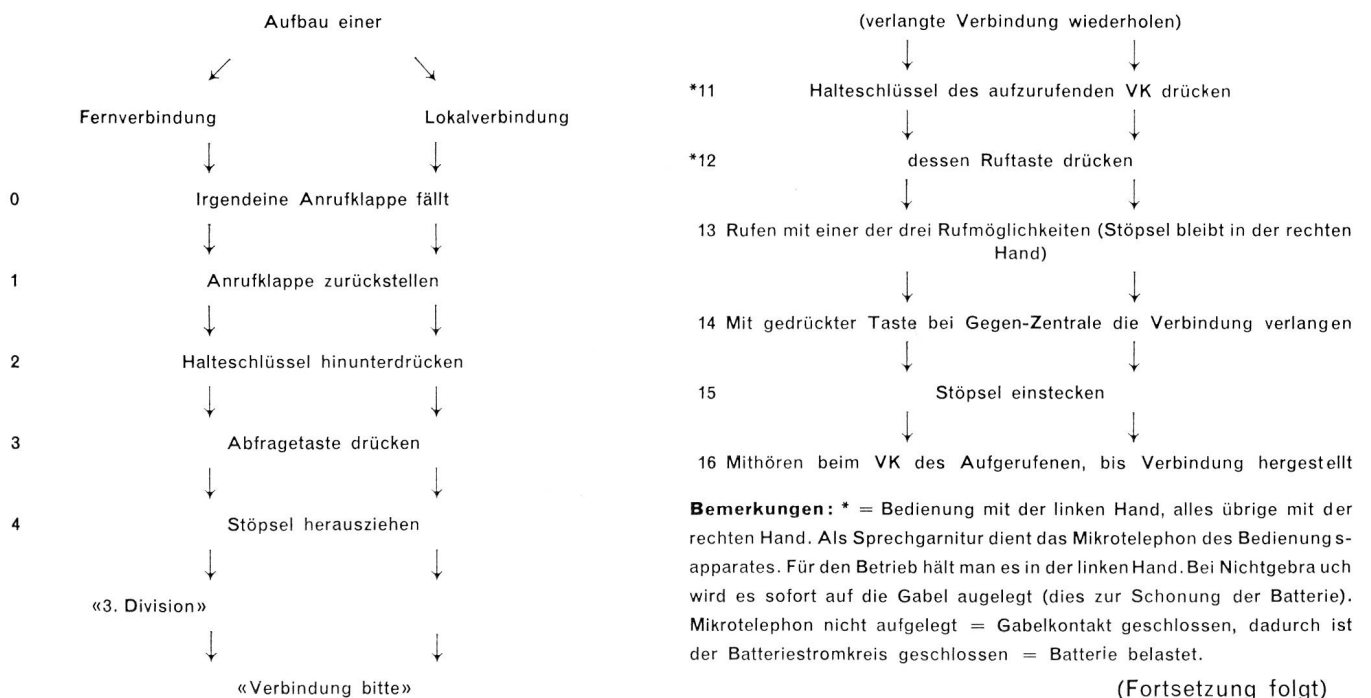 Aufbau einer
Fernverbindung Lokalverbindung
0 Irgendeine Anrufklappe fällt
1 Anrufklappe zurückstellen
2 Halteschlüssel hinunterdrücken
3 Abfragetaste drücken
4 Stöpsel herausziehen
«3. Division»
«Verbindung bitte»
(verlangte Verbindung wiederholen)
*11 Halteschlüssel des aufzurufenden VK drücken
*12 dessen Ruftaste drücken
13 Rufen mit einer der drei Rufmöglichkeiten (Stöpsel bleibt in der rechten
Hand)
14 Mit gedrückter Taste bei Gegen-Zentrale die Verbindung verlangen
15 Stöpsel einstecken
16 Mithören beim VK des Aufgerufenen, bis Verbindung hergestellt
Bemerkungen: * = Bedienung mit der linken Hand, alles übrige mit der
rechten Hand. Als Sprechgarnitur dient das Mikrotelephon des Bedienungs-
apparates. Für den Betrieb hält man es in der linken Hand. Bei Nichtgebra uch
wird es sofort auf die Gabel augelegt (dies zur Schonung der Batterie).
Mikrotelephon nicht aufgelegt = Gabelkontakt geschlossen, dadurch ist
der Batteriestromkreis geschlossen = Batterie belastet.
(Fortsetzung folgt)